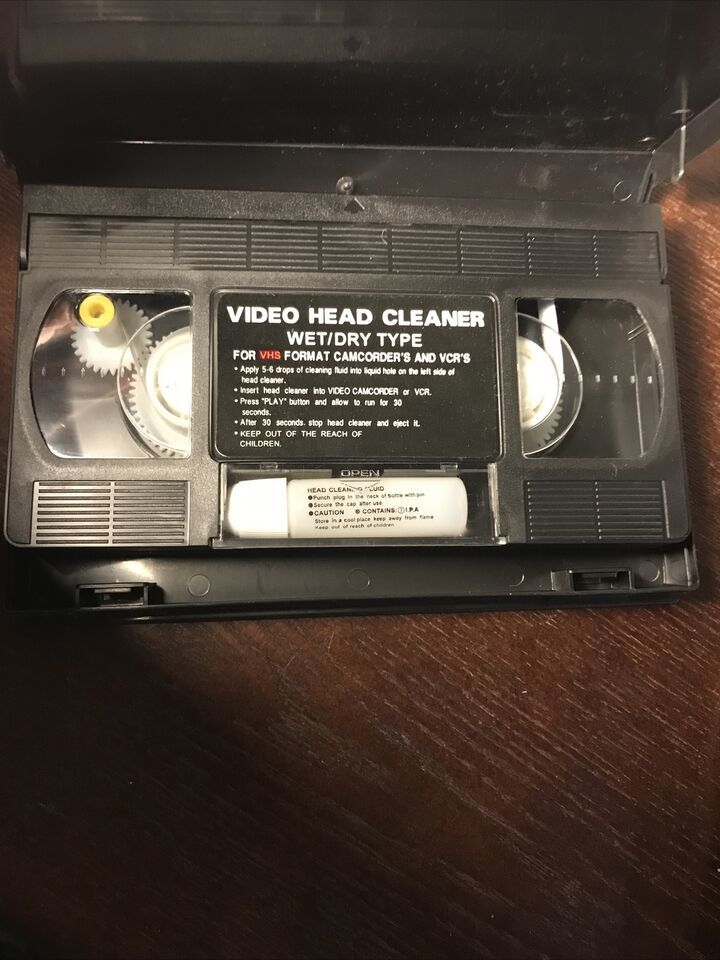 VIDEO HEAD CLEANER
WET/DRY TYPE
FOR VHS FORMAT CAMCORDER'S AND VCR'S
• Apply 5-6 drops of cleaning fluid into liquid hole on the left side of
head cleaner.
• Insert head cleaner into VIDEO CAMCORDER or VCR.
• Press "PLAY" button and allow to run for 30
seconds.
• After 30 seconds. stop head cleaner and eject it.
• KEEP OUT OF THE REACH OF
CHILDREN.
OPEN
HEAD CLEANING FLUID
●Punch plug in the neck of bottle with pin
●Secure the cap after use
●CAUTION ●CONTAINS:①I.P.A
Store in a cool place keep away from flame
Keep out of reach of children